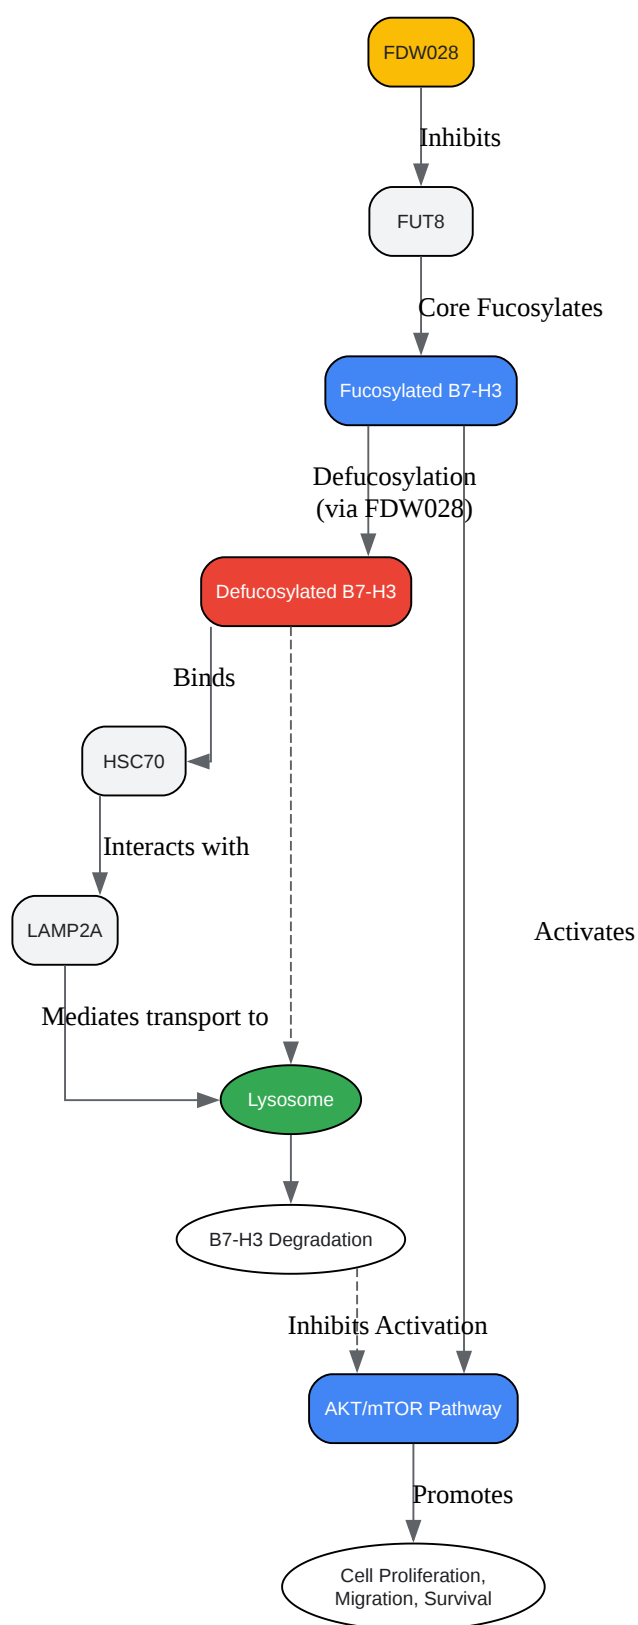 FDW028
Inhibits
FUT8
Core Fucosylates
Fucosylated B7-H3
Defucosylation
(via FDW028)
Defucosylated B7-H3
Binds
HSC70
Interacts with
LAMP2A
Activates
Mediates transport to
Lysosome
B7-H3 Degradation
Inhibits Activation
AKT/mTOR Pathway
Promotes
Cell Proliferation,
Migration, Survival